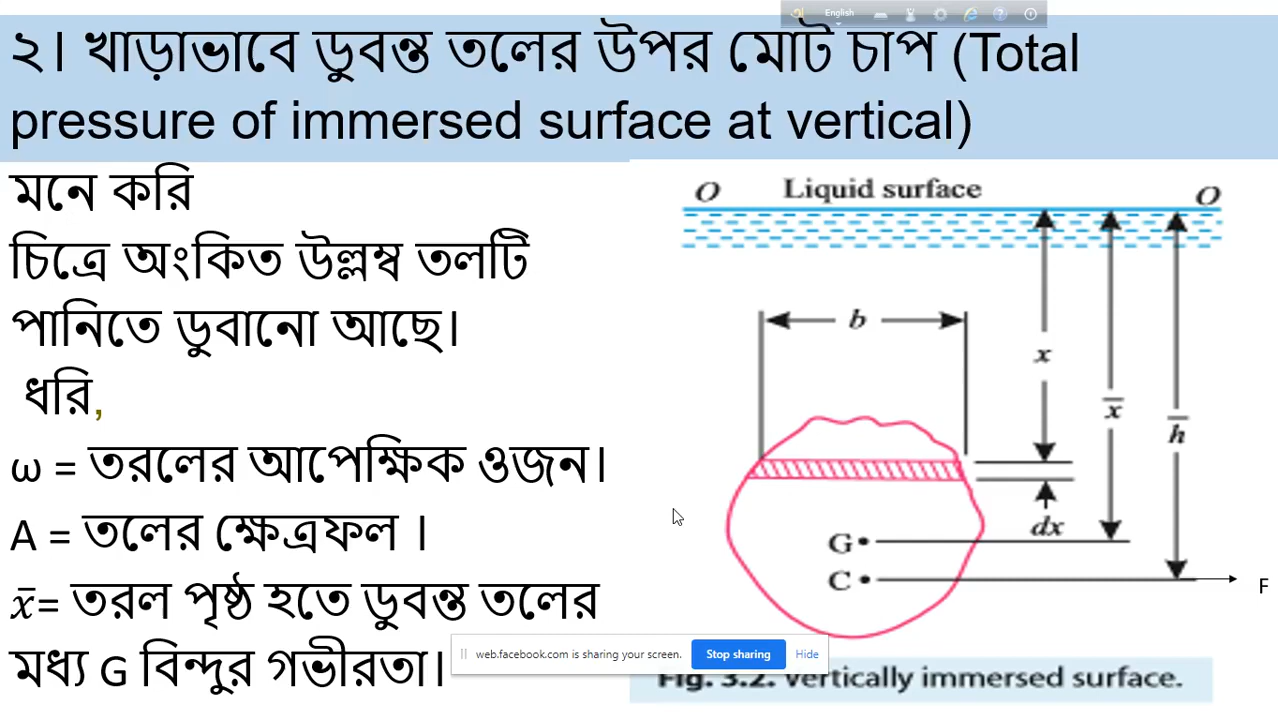 English
২। খাড়াভাবে ডুবন্ত তলের উপর মোট চাপ (Total
pressure of immersed surface at vertical)
মনে করি
চিত্রে অংকিত উল্লম্ব তলটি
পানিতে ডুবানো আছে।
ধরি,
ω = তরলের আপেক্ষিক ওজন।
A = তলের ক্ষেত্রফল ।
x̄= তরল পৃষ্ঠ হতে ডুবন্ত তলের
মধ্য G বিন্দুর গভীরতা।
O Liquid surface O
b
x
x̄
h̄
dx
G
C
F
web.facebook.com is sharing your screen. Stop sharing Hide
Fig. 3.2. Vertically immersed surface.